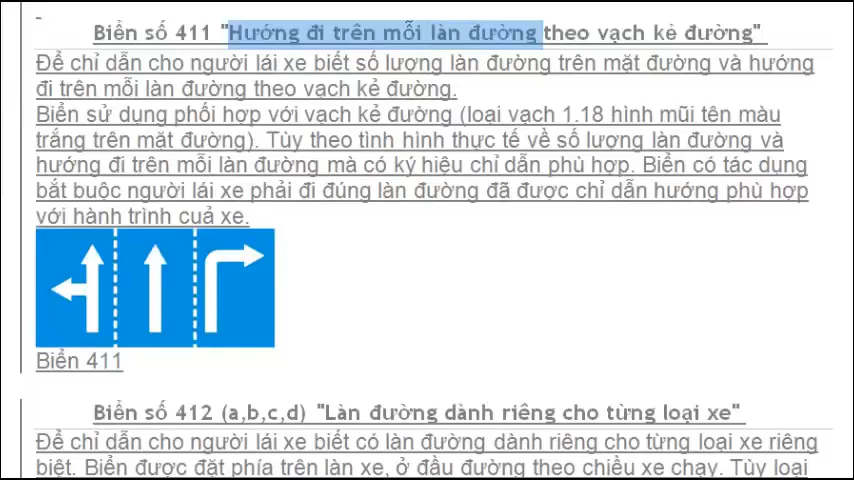 Biển số 411 "Hướng đi trên mỗi làn đường theo vạch kẻ đường"
Để chỉ dẫn cho người lái xe biết số lượng làn đường trên mặt đường và hướng
đi trên mỗi làn đường theo vạch kẻ đường.
Biển sử dụng phối hợp với vạch kẻ đường (loại vạch 1.18 hình mũi tên màu
trắng trên mặt đường). Tùy theo tình hình thực tế về số lượng làn đường và
hướng đi trên mỗi làn đường mà có ký hiệu chỉ dẫn phù hợp. Biển có tác dụng
bắt buộc người lái xe phải đi đúng làn đường đã được chỉ dẫn hướng phù hợp
với hành trình cuả xe.
Biển 411
Biển số 412 (a,b,c,d) "Làn đường dành riêng cho từng loại xe"
Để chỉ dẫn cho người lái xe biết có làn đường dành riêng cho từng loại xe riêng
biệt. Biển được đặt phía trên làn xe, ở đầu đường theo chiều xe chạy. Tùy loại